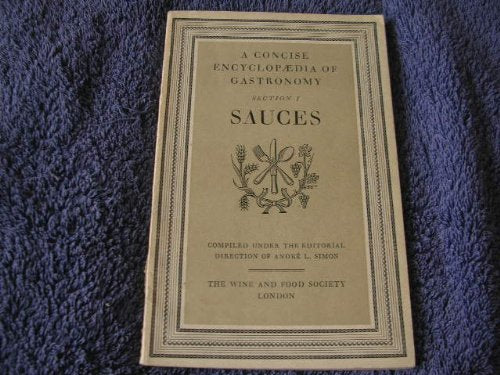 A CONCISE
ENCYCLOPÆDIA OF
GASTRONOMY
SECTION I
SAUCES
COMPILED UNDER THE EDITORIAL
DIRECTION OF ANDRÉ L. SIMON
THE WINE AND FOOD SOCIETY
LONDON